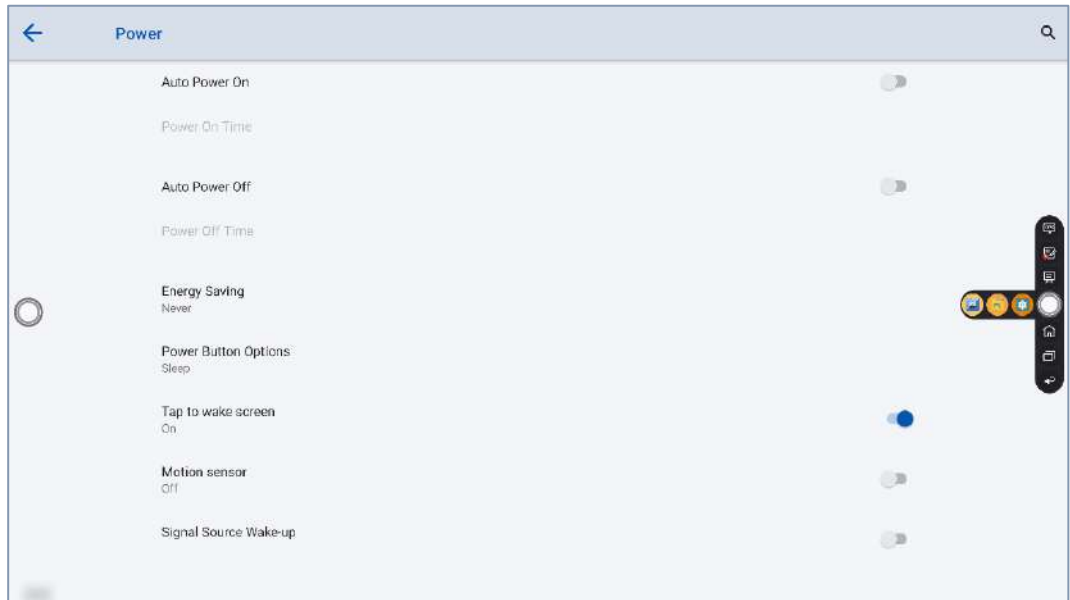 Power
Auto Power On
Power On Time
Auto Power Off
Power Off Time
Energy Saving
Never
Power Button Options
Sleep
Tap to wake screen
On
Motion sensor
Off
Signal Source Wake-up